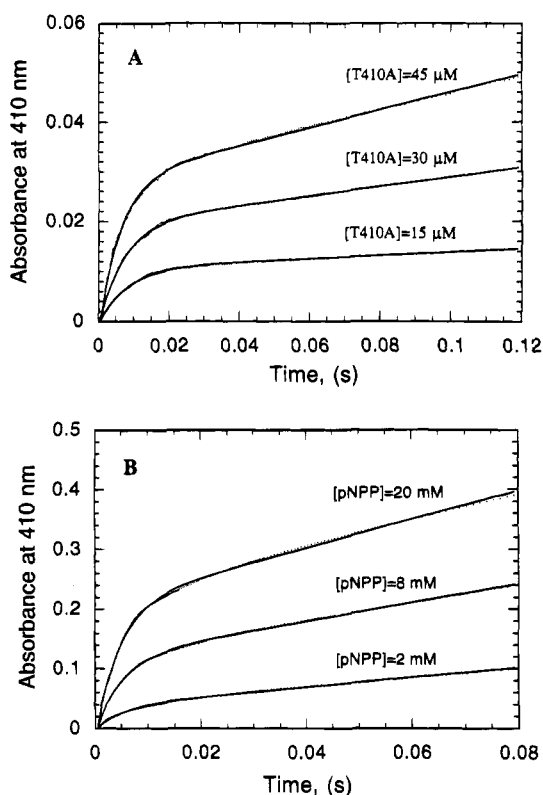 A
0.06
0.04
0.02
0
Absorbance at 410 nm
[T410A]=45 μM
[T410A]=30 μM
[T410A]=15 μM
0 0.02 0.04 0.06 0.08 0.1 0.12
Time, (s)
B
0.5
0.4
0.3
0.2
0.1
0
Absorbance at 410 nm
[pNPP]=20 mM
[pNPP]=8 mM
[pNPP]=2 mM
0 0.02 0.04 0.06 0.08
Time, (s)